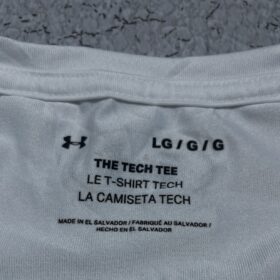 LG / G / G
THE TECH TEE
LE T-SHIRT TECH
LA CAMISETA TECH
MADE IN EL SALVADOR / FABRIQUÉ AU SALVADOR /
HECHO EN EL SALVADOR